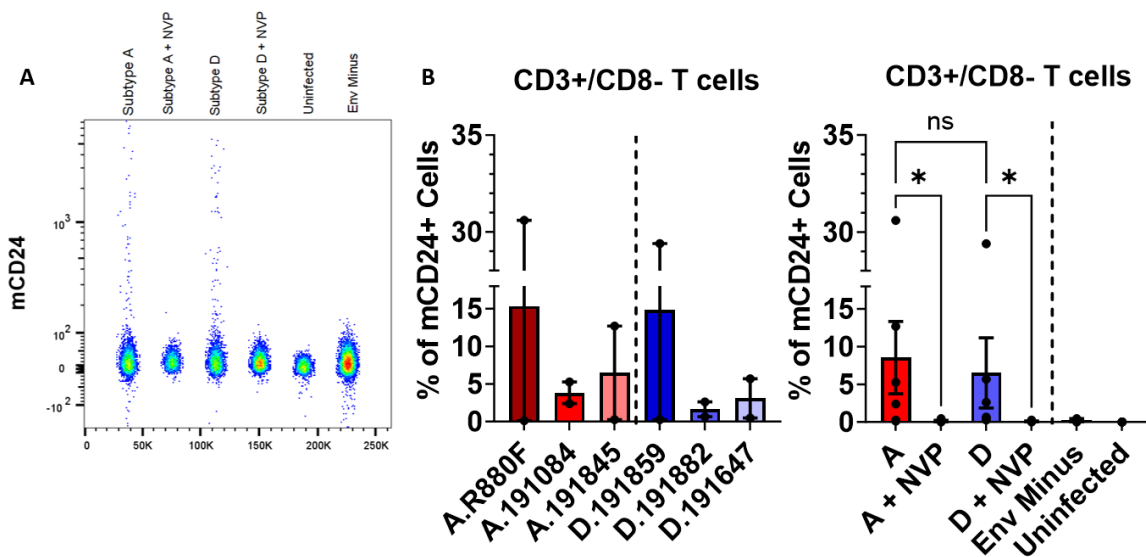 A
Subtype A
Subtype A + NVP
Subtype D
Subtype D + NVP
Uninfected
Env Minus
mCD24
10³
10²
0
-10²
0 50K 100K 150K 200K 250K
B
CD3+/CD8- T cells
% of mCD24+ Cells
35
30
15
10
5
0
A.R880F
A.191084
A.191845
D.191859
D.191882
D.191647
CD3+/CD8- T cells
% of mCD24+ Cells
35
30
15
10
5
0
ns
* *
A
A + NVP
D
D + NVP
Env Minus
Uninfected